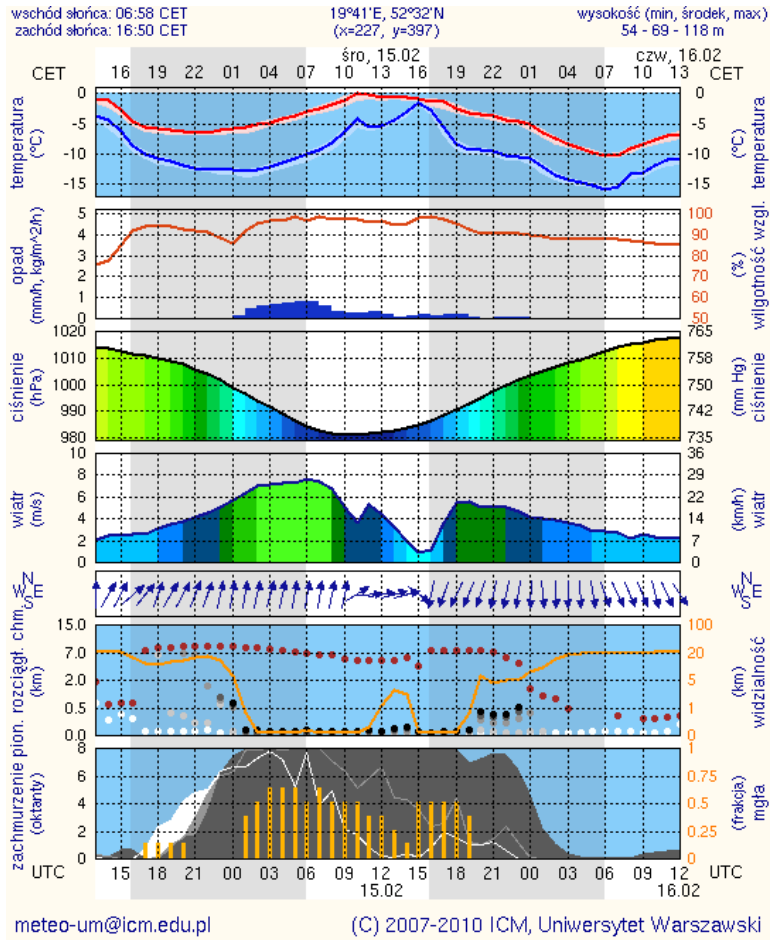 wschód słońca: 06:58 CET 19°41'E, 52°32'N wysokość (min, środek, max)
zachód słońca: 16:50 CET (x=227, y=397) 54 - 69 - 118 m
śro, 15.02 czw, 16.02
CET 16 19 22 01 04 07 10 13 16 19 22 01 04 07 10 13 CET
temperatura (°C) 0 -5 -10 -15 0 -5 -10 -15 (°C) temperatura
opad (mm/h, kg/m^2/h) 5 4 3 2 1 0 100 90 80 70 60 50 (%) wilgotność wzgl.
ciśnienie (hPa) 1020 1010 1000 990 980 765 758 750 742 735 (mm Hg) ciśnienie
wiatr (m/s) 10 8 6 4 2 0 36 29 22 14 7 0 (km/h) wiatr
N W E S N W E S
pion. rozciągł. chm. (km) 15.0 7.0 2.0 0.5 0.0 100 20 5 1 0 (km) widzialność
zachmurzenie (oktanty) 8 6 4 2 0 1 0.75 0.5 0.25 0 (frakcja) mgła
UTC 15 18 21 00 03 06 09 12 15 18 21 00 03 06 09 12 UTC
15.02 16.02
meteo-um@icm.edu.pl (C) 2007-2010 ICM, Uniwersytet Warszawski